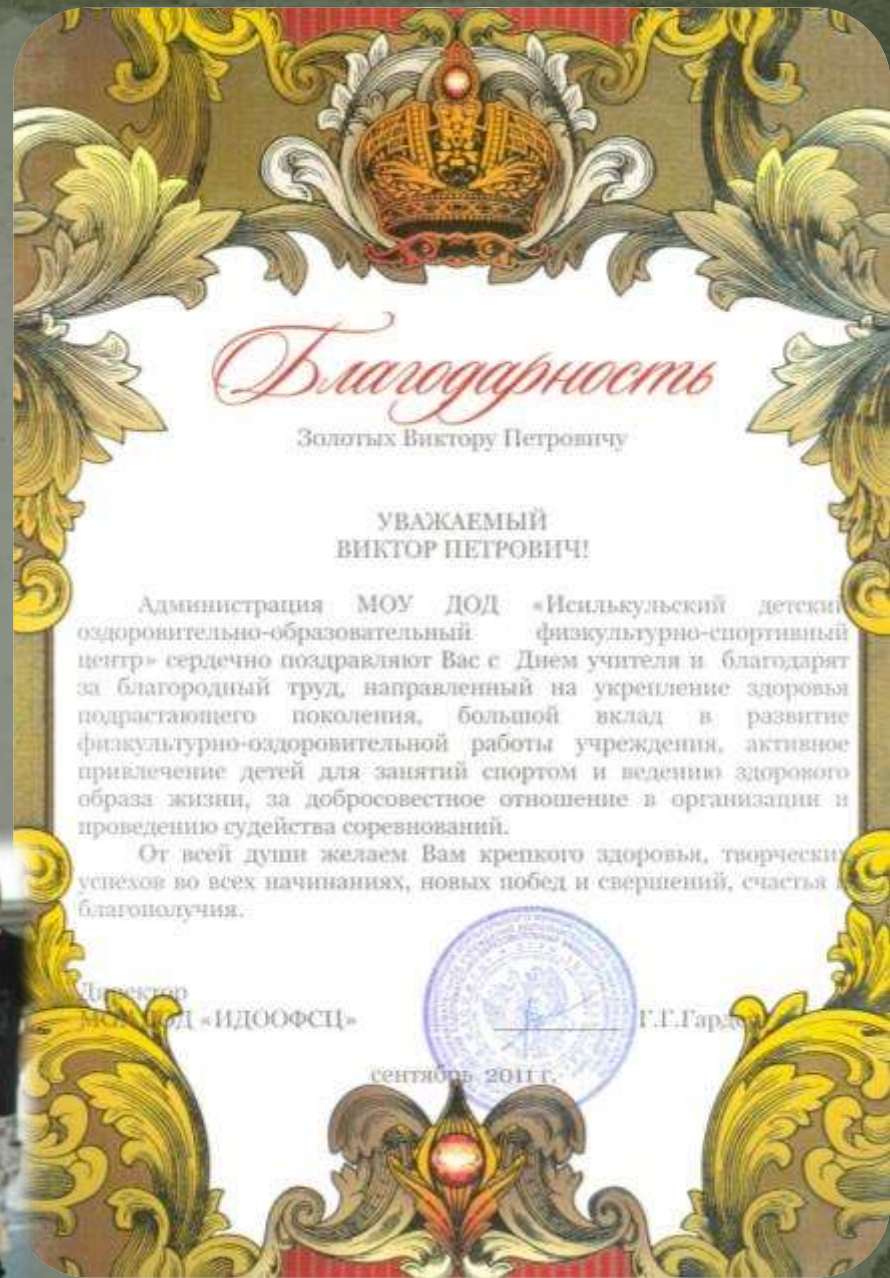 Благодарность
Золотых Виктору Петровичу
УВАЖАЕМЫЙ
ВИКТОР ПЕТРОВИЧ!
Администрация МОУ ДОД «Исилькульский детский
оздоровительно-образовательный физкультурно-спортивный
центр» сердечно поздравляют Вас с Днем учителя и благодарят
за благородный труд, направленный на укрепление здоровья
подрастающего поколения, большой вклад в развитие
физкультурно-оздоровительной работы учреждения, активное
привлечение детей для занятий спортом и ведению здорового
образа жизни, за добросовестное отношение в организации и
проведению судейства соревнований.
От всей души желаем Вам крепкого здоровья, творческих
успехов во всех начинаниях, новых побед и свершений, счастья и
благополучия.
Директор
МОУ ДОД «ИДООФСЦ» Г.Г.
сентябрь 2011 г.